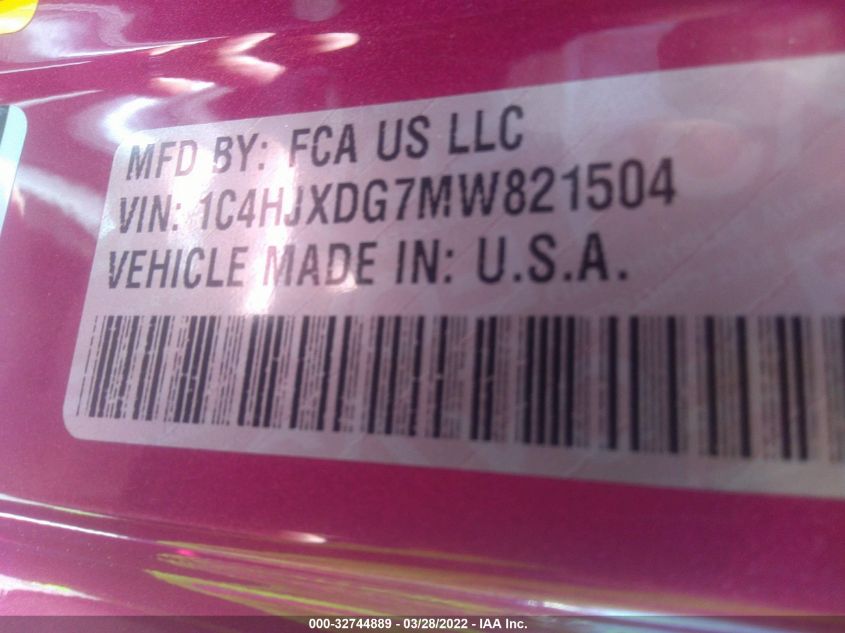 MFD BY: FCA US LLC
VIN: 1C4HJXDG7MW821504
VEHICLE MADE IN: U.S.A.
000-32744889 - 03/28/2022 - IAA Inc.